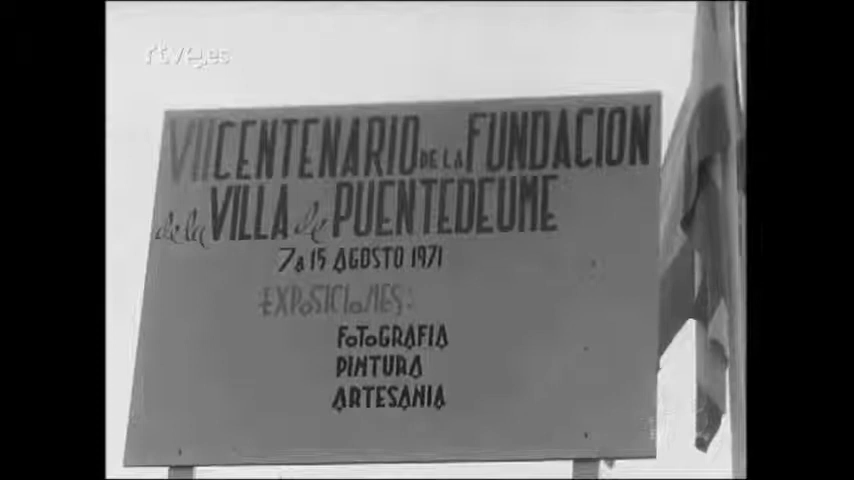 rtve.es
VII CENTENARIO DE LA FUNDACION
de la VILLA de PUENTEDEUME
7 a 15 AGOSTO 1971
EXPOSICIONES:
FOTOGRAFIA
PINTURA
ARTESANIA